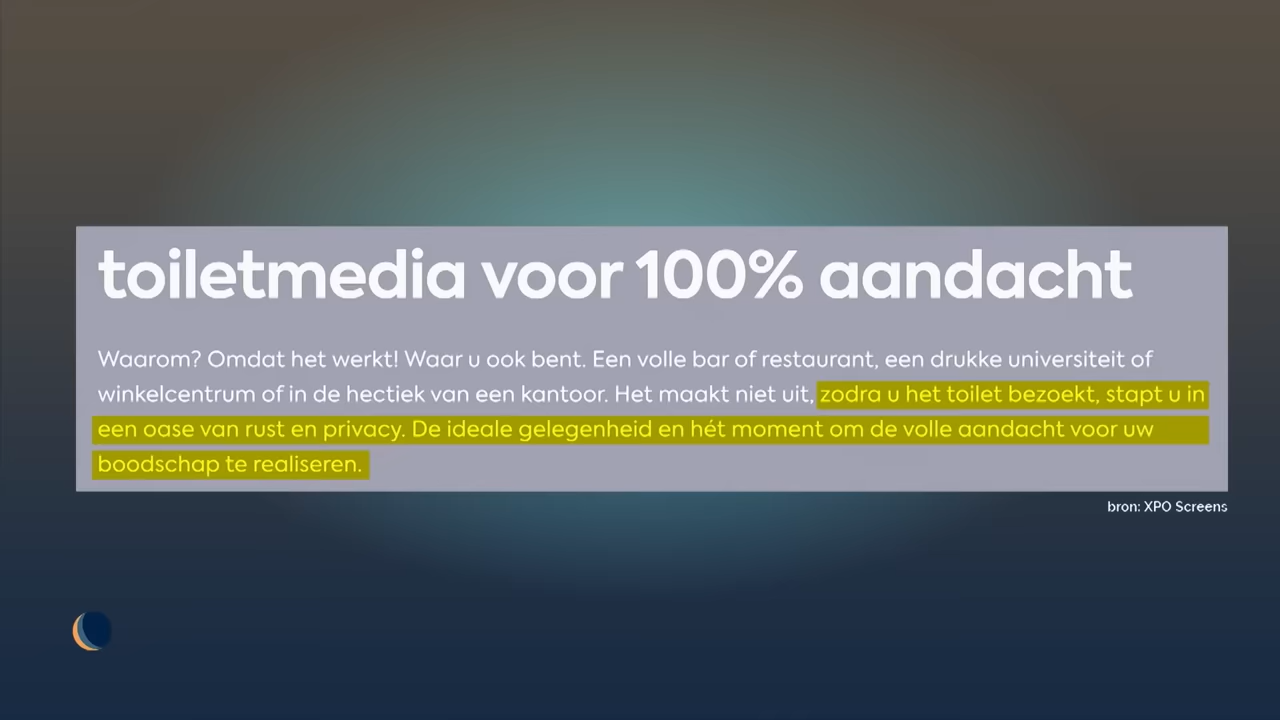 toiletmedia voor 100% aandacht
Waarom? Omdat het werkt! Waar u ook bent. Een volle bar of restaurant, een drukke universiteit of
winkelcentrum of in de hectiek van een kantoor. Het maakt niet uit, zodra u het toilet bezoekt, stapt u in
een oase van rust en privacy. De ideale gelegenheid en hét moment om de volle aandacht voor uw
boodschap te realiseren.
bron: XPO Screens